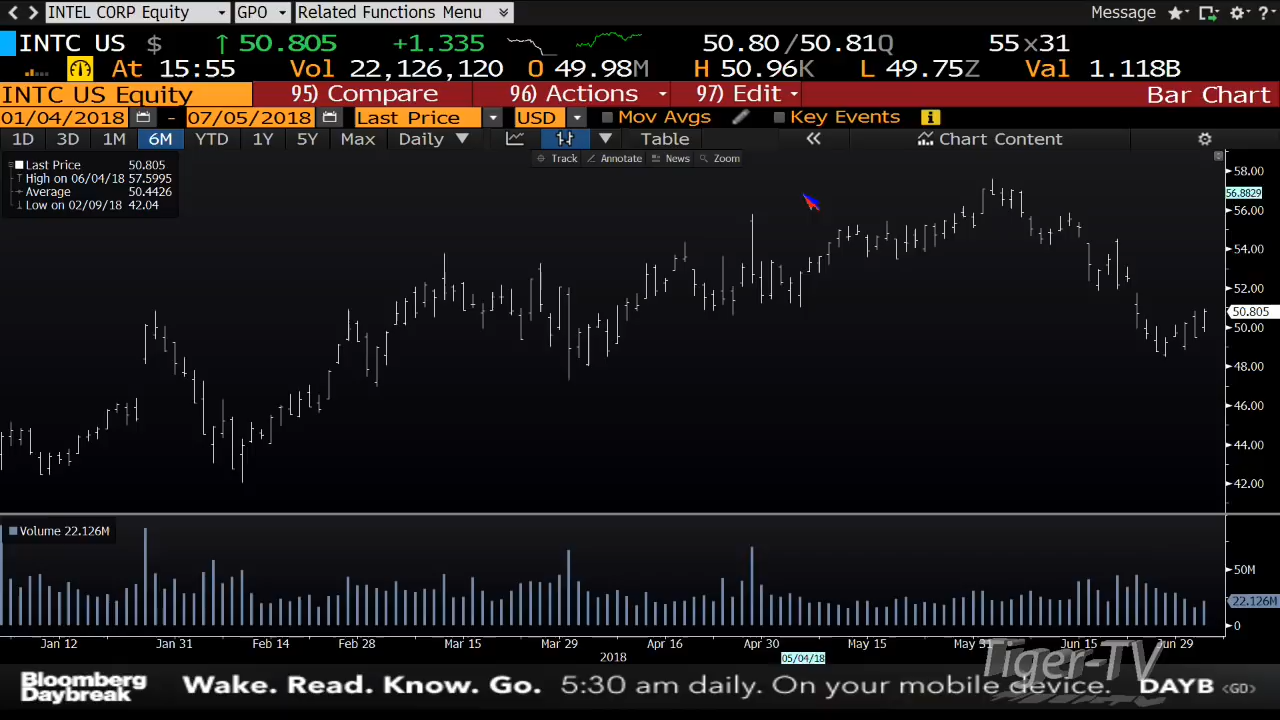 INTEL CORP Equity GPO Related Functions Menu Message ?
INTC US $ ↑ 50.805 +1.335 50.80 /50.81Q 55 x 31
At 15:55 Vol 22,126,120 O 49.98M H 50.96K L 49.75Z Val 1.118B
INTC US Equity 95) Compare 96) Actions 97) Edit Bar Chart
01/04/2018 - 07/05/2018 Last Price USD Mov Avgs Key Events i
1D 3D 1M 6M YTD 1Y 5Y Max Daily ▼ Table « Chart Content
Track Annotate News Zoom
Last Price 50.805
High on 06/04/18 57.5995
Average 50.4426
Low on 02/09/18 42.04
58.00
56.8829
56.00
54.00
52.00
50.805
50.00
48.00
46.00
44.00
42.00
Volume 22.126M
50M
22.126M
0
Jan 12 Jan 31 Feb 14 Feb 28 Mar 15 Mar 29 Apr 16 Apr 30 May 15 May 31 Jun 15 Jun 29
2018 05/04/18
Tiger-TV
Bloomberg
Daybreak
Wake. Read. Know. Go. 5:30 am daily. On your mobile device. DAYB <GO>